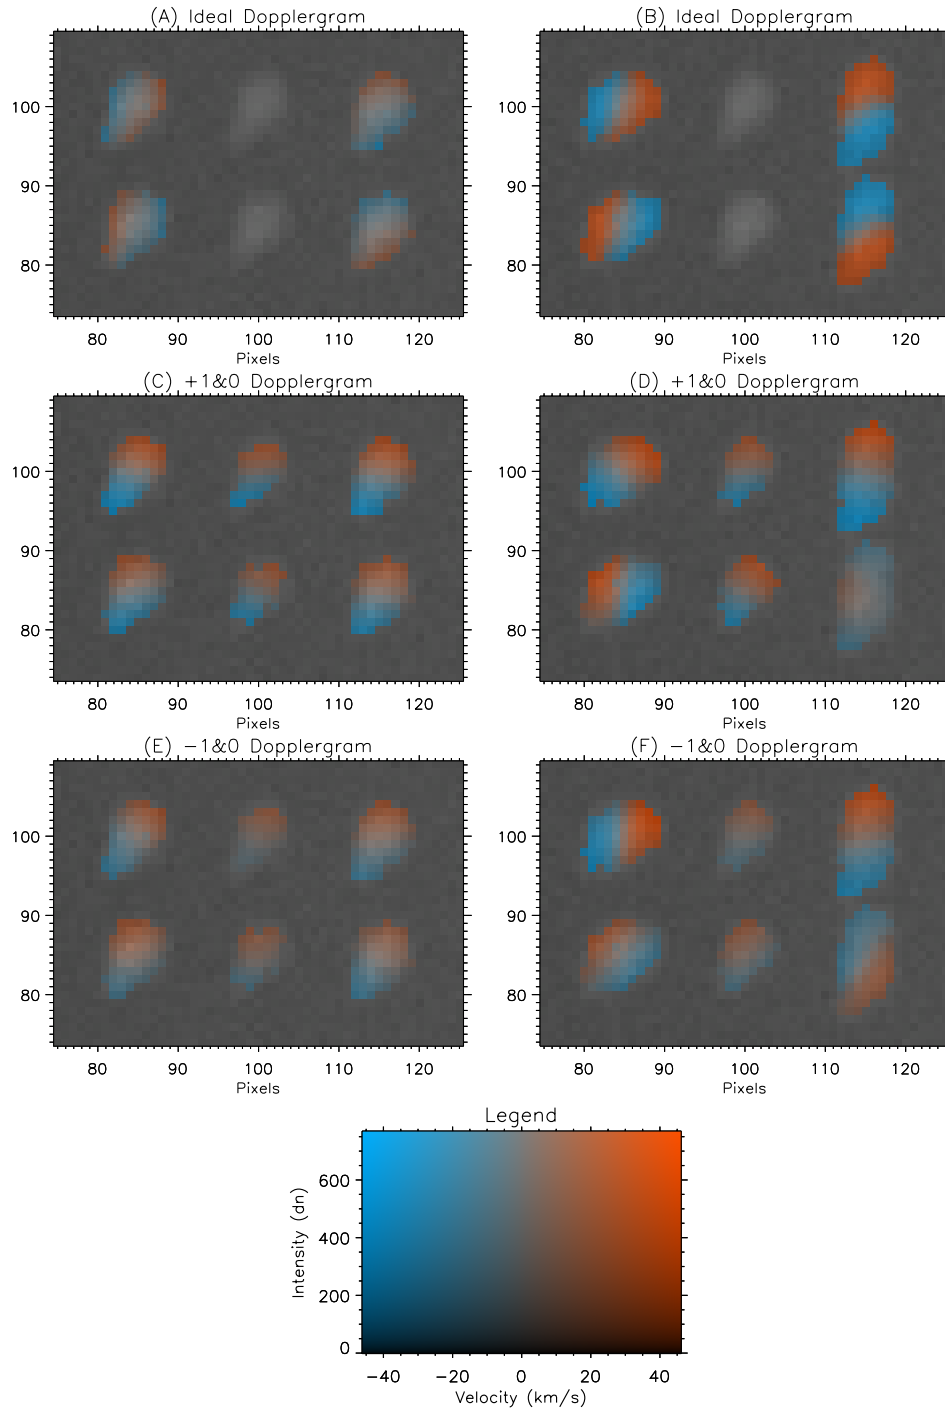 (A) Ideal Dopplergram
(B) Ideal Dopplergram
100
90
80
80 90 100 110 120
Pixels
100
90
80
80 90 100 110 120
Pixels
(C) +1&0 Dopplergram
(D) +1&0 Dopplergram
100
90
80
80 90 100 110 120
Pixels
100
90
80
80 90 100 110 120
Pixels
(E) −1&0 Dopplergram
(F) −1&0 Dopplergram
100
90
80
80 90 100 110 120
Pixels
100
90
80
80 90 100 110 120
Pixels
Legend
Intensity (dn)
600
400
200
0
−40 −20 0 20 40
Velocity (km/s)